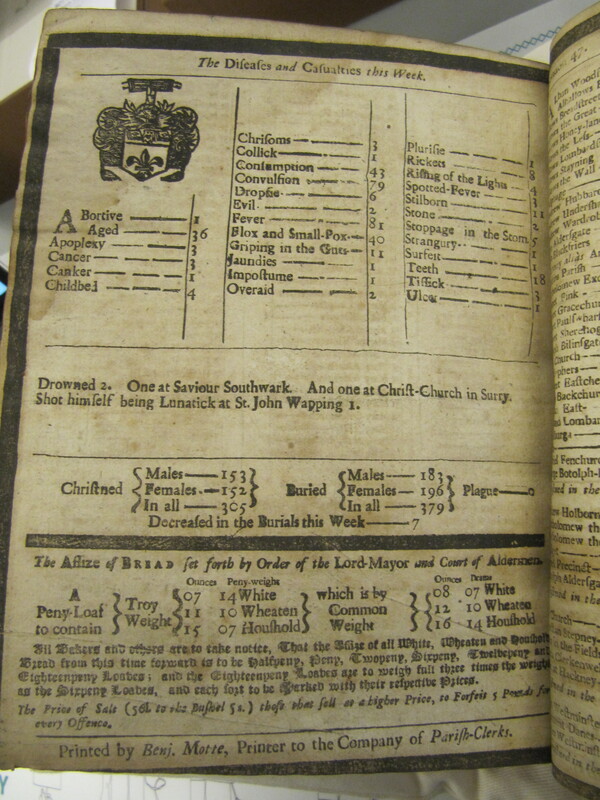 The Diſeaſes and Caſualties this Week.
Abortive — 1
Aged — 36
Apoplexy — 3
Cancer — 3
Canker — 1
Childbed — 4
Chriſoms — 3
Collick — 1
Conſumption — 43
Convulſion — 79
Dropſie — 6
Evil — 2
Fever — 81
Flox and Small-Pox — 40
Griping in the Guts — 11
Jaundies — 1
Impoſtume — 1
Overaid — 2
Pluriſie — 1
Rickets — 8
Riſing of the Lights — 4
Spotted-Fever — 3
Stilborn — 11
Stone — 2
Stoppage in the Stom. 5
Strangury — 1
Surfeit — 1
Teeth — 18
Tiſſick — 3
Ulcer — 1
Drowned 2. One at Saviour Southwark. And one at Chriſt-Church in Surry.
Shot himſelf being Lunatick at St. John Wapping 1.
Chriſtned { Males — 153 Females — 152 In all — 305 }
Buried { Males — 183 Females — 196 In all — 379 } Plague — 0
Decreaſed in the Burials this Week — 7
The Aſſize of BREAD ſet forth by Order of the Lord-Mayor and Court of Aldermen.
Ounces Peny-weight
Ounces Drams
A Peny-Loaf to contain } Troy Weight {
07 14 White
11 10 Wheaten
15 07 Houſhold
which is by Common Weight {
08 07 White
12 10 Wheaten
16 14 Houſhold
All Bakers and others are to take notice, That the Aſſize of all White, Wheaten and Houſhold
Bread from this time forward is to be Halfpeny, Peny, Twopeny, Sixpeny, Twelvepeny and
Eighteenpeny Loaves; and the Eighteenpeny Loaves are to weigh full three times the weight
as the Sixpeny Loaves, and each ſort to be Marked with their reſpective Prices.
The Price of Salt (56l. to the Buſhel 5s.) thoſe that ſell at a higher Price, to Forfeit 5 Pounds for
every Offence.
Printed by Benj. Motte, Printer to the Company of Pariſh-Clerks.
47.